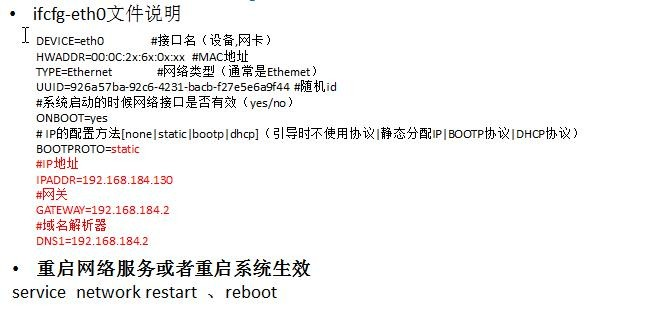 • ifcfg-eth0文件说明
DEVICE=eth0 #接口名（设备,网卡）
HWADDR=00:0C:2x:6x:0x:xx #MAC地址
TYPE=Ethernet #网络类型（通常是Ethemet）
UUID=926a57ba-92c6-4231-bacb-f27e5e6a9f44 #随机id
#系统启动的时候网络接口是否有效（yes/no）
ONBOOT=yes
# IP的配置方法[none|static|bootp|dhcp]（引导时不使用协议|静态分配IP|BOOTP协议|DHCP协议）
BOOTPROTO=static
#IP地址
IPADDR=192.168.184.130
#网关
GATEWAY=192.168.184.2
#域名解析器
DNS1=192.168.184.2
• 重启网络服务或者重启系统生效
service network restart 、reboot